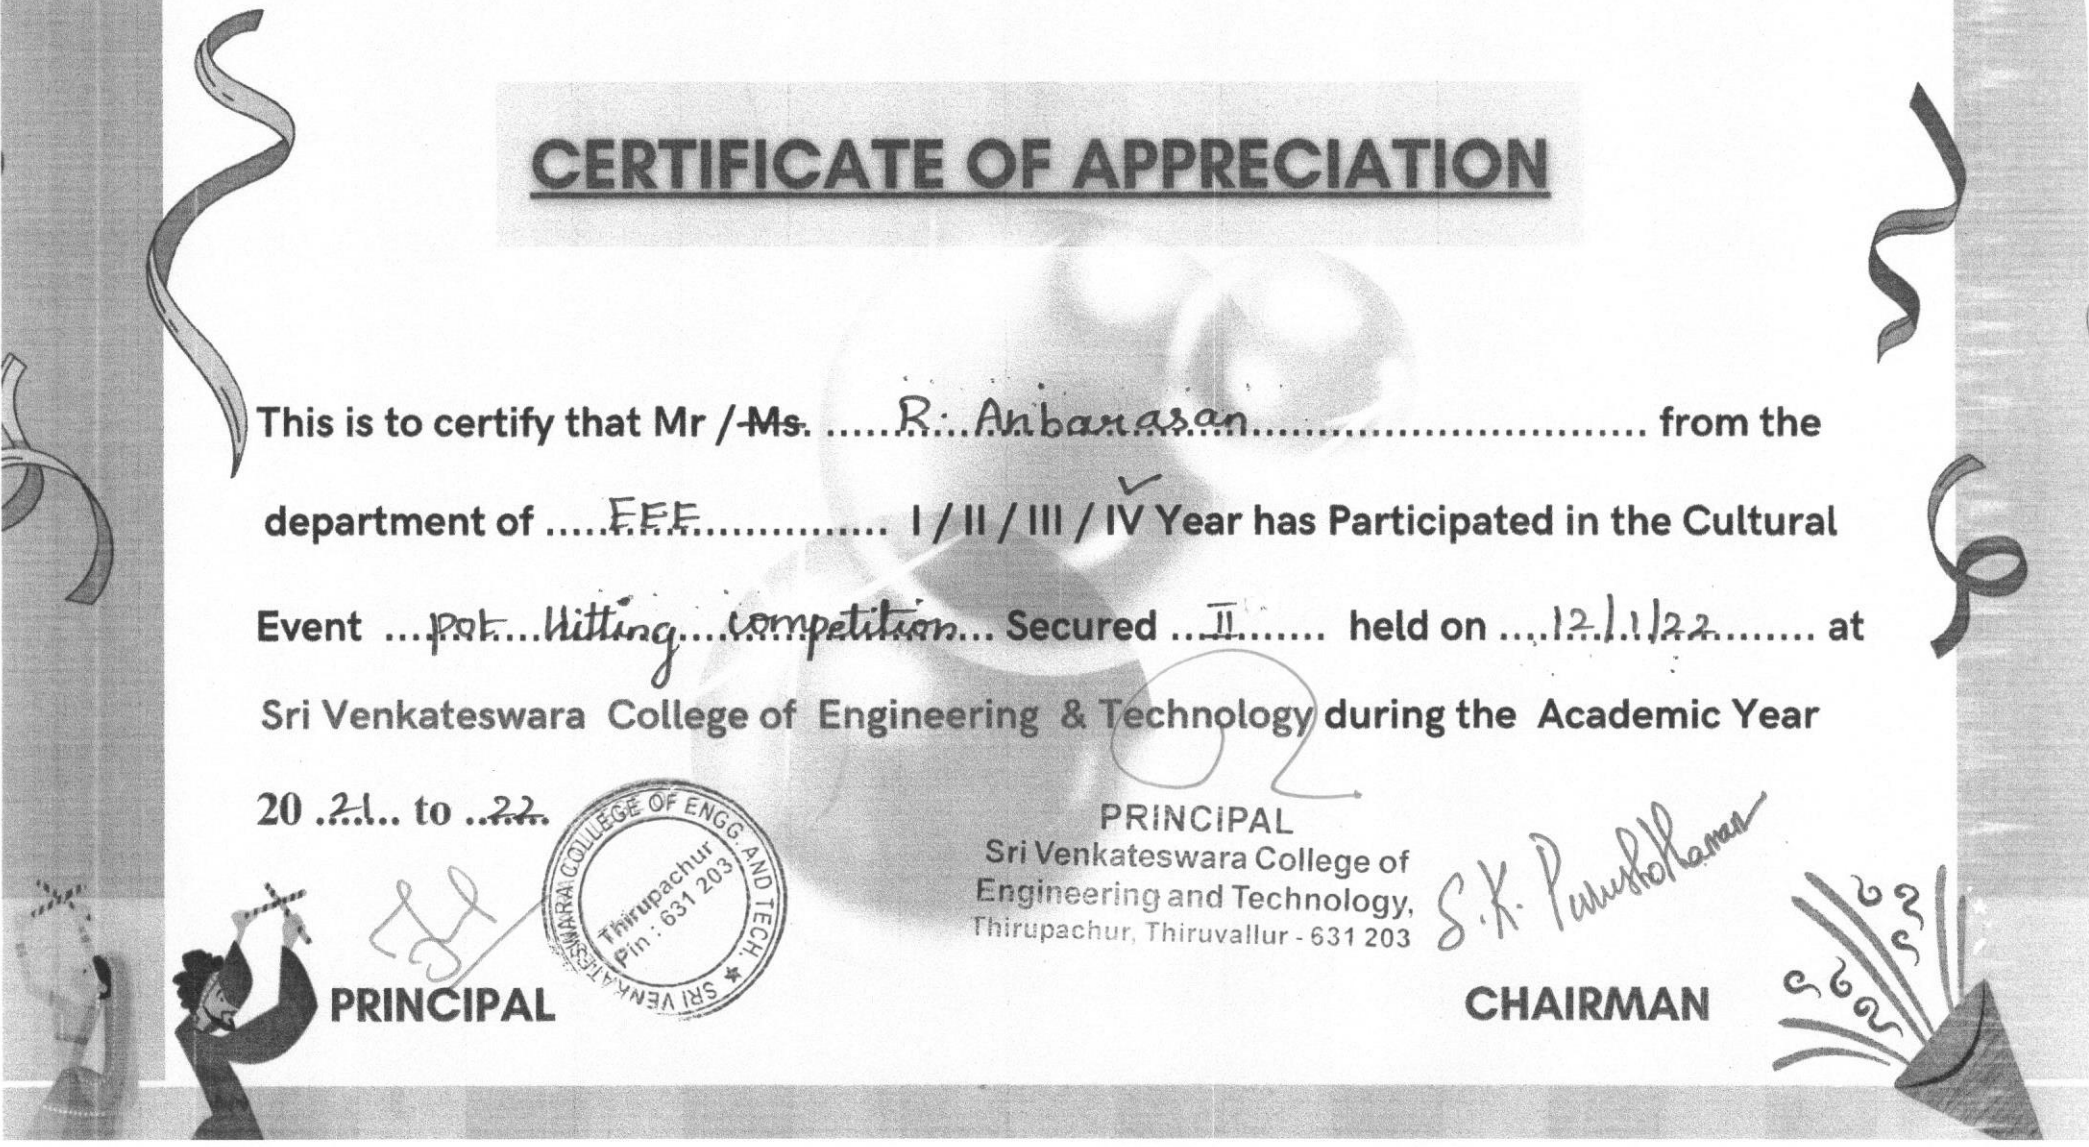 CERTIFICATE OF APPRECIATION
This is to certify that Mr / Ms. ......R. Anbarasan................................ from the
department of .....EEE............... I / II / III / IV Year has Participated in the Cultural
Event ....pot Hitting competition... Secured ...II....... held on ....12/1/22......... at
Sri Venkateswara College of Engineering & Technology during the Academic Year
20 .21.. to ..22.
SRI VENKATESWARA COLLEGE OF ENGG. AND TECH. ★
Thirupachur
Pin : 631 203
PRINCIPAL
Sri Venkateswara College of
Engineering and Technology,
Thirupachur, Thiruvallur - 631 203
S.K. Purushothaman
PRINCIPAL
CHAIRMAN